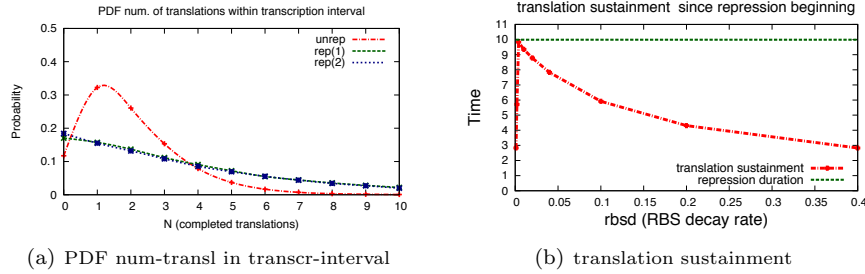 PDF num. of translations within transcription interval
unrep
rep(1)
rep(2)
0.5
0.4
0.3
0.2
0.1
0
Probability
0 1 2 3 4 5 6 7 8 9 10
N (completed translations)
(a) PDF num-transl in transcr-interval
translation sustainment since repression beginning
11
10
9
8
7
6
5
4
3
2
1
0
Time
translation sustainment
repression duration
0 0.05 0.1 0.15 0.2 0.25 0.3 0.35 0.4
rbsd (RBS decay rate)
(b) translation sustainment